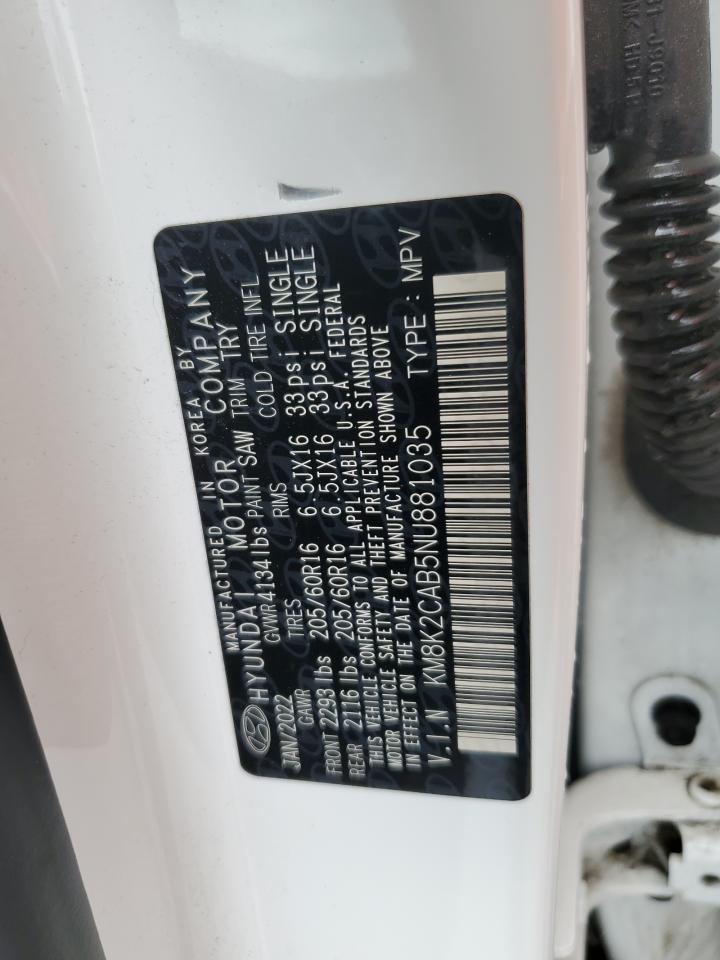 MANUFACTURED IN KOREA BY
HYUNDAI MOTOR COMPANY
JAN/2022 GVWR 4134 lbs PAINT SAW TRIM TRY
GAWR TIRES RMS COLD TIRE INFL
FRONT 2293 lbs 205/60R16 6.5JX16 33psi SINGLE
REAR 2116 lbs 205/60R16 6.5JX16 33psi SINGLE
THIS VEHICLE CONFORMS TO ALL APPLICABLE U.S.A. FEDERAL
MOTOR VEHICLE SAFETY AND THEFT PREVENTION STANDARDS
IN EFFECT ON THE DATE OF MANUFACTURE SHOWN ABOVE
V.I.N KM8K2CAB5NU881035 TYPE : MPV